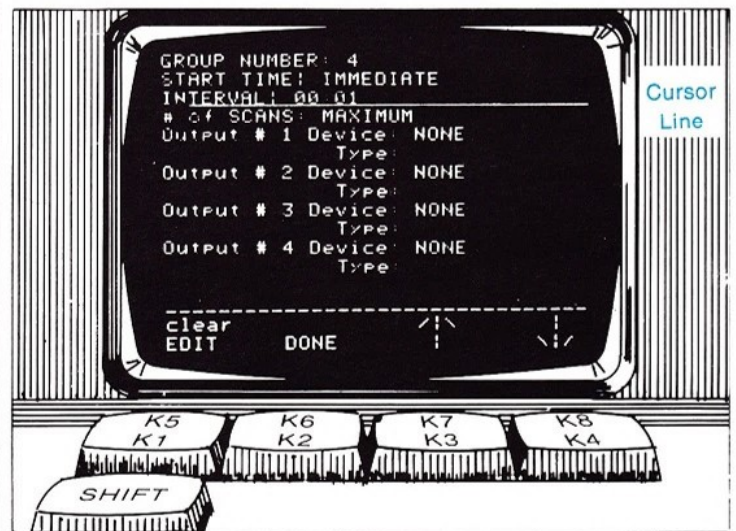 GROUP NUMBER: 4
START TIME: IMMEDIATE
INTERVAL: 00:01
# of SCANS: MAXIMUM
Output # 1 Device: NONE
Type:
Output # 2 Device: NONE
Type:
Output # 3 Device: NONE
Type:
Output # 4 Device: NONE
Type:
clear
EDIT DONE
Cursor
Line
K5 K6 K7 K8
K1 K2 K3 K4
SHIFT